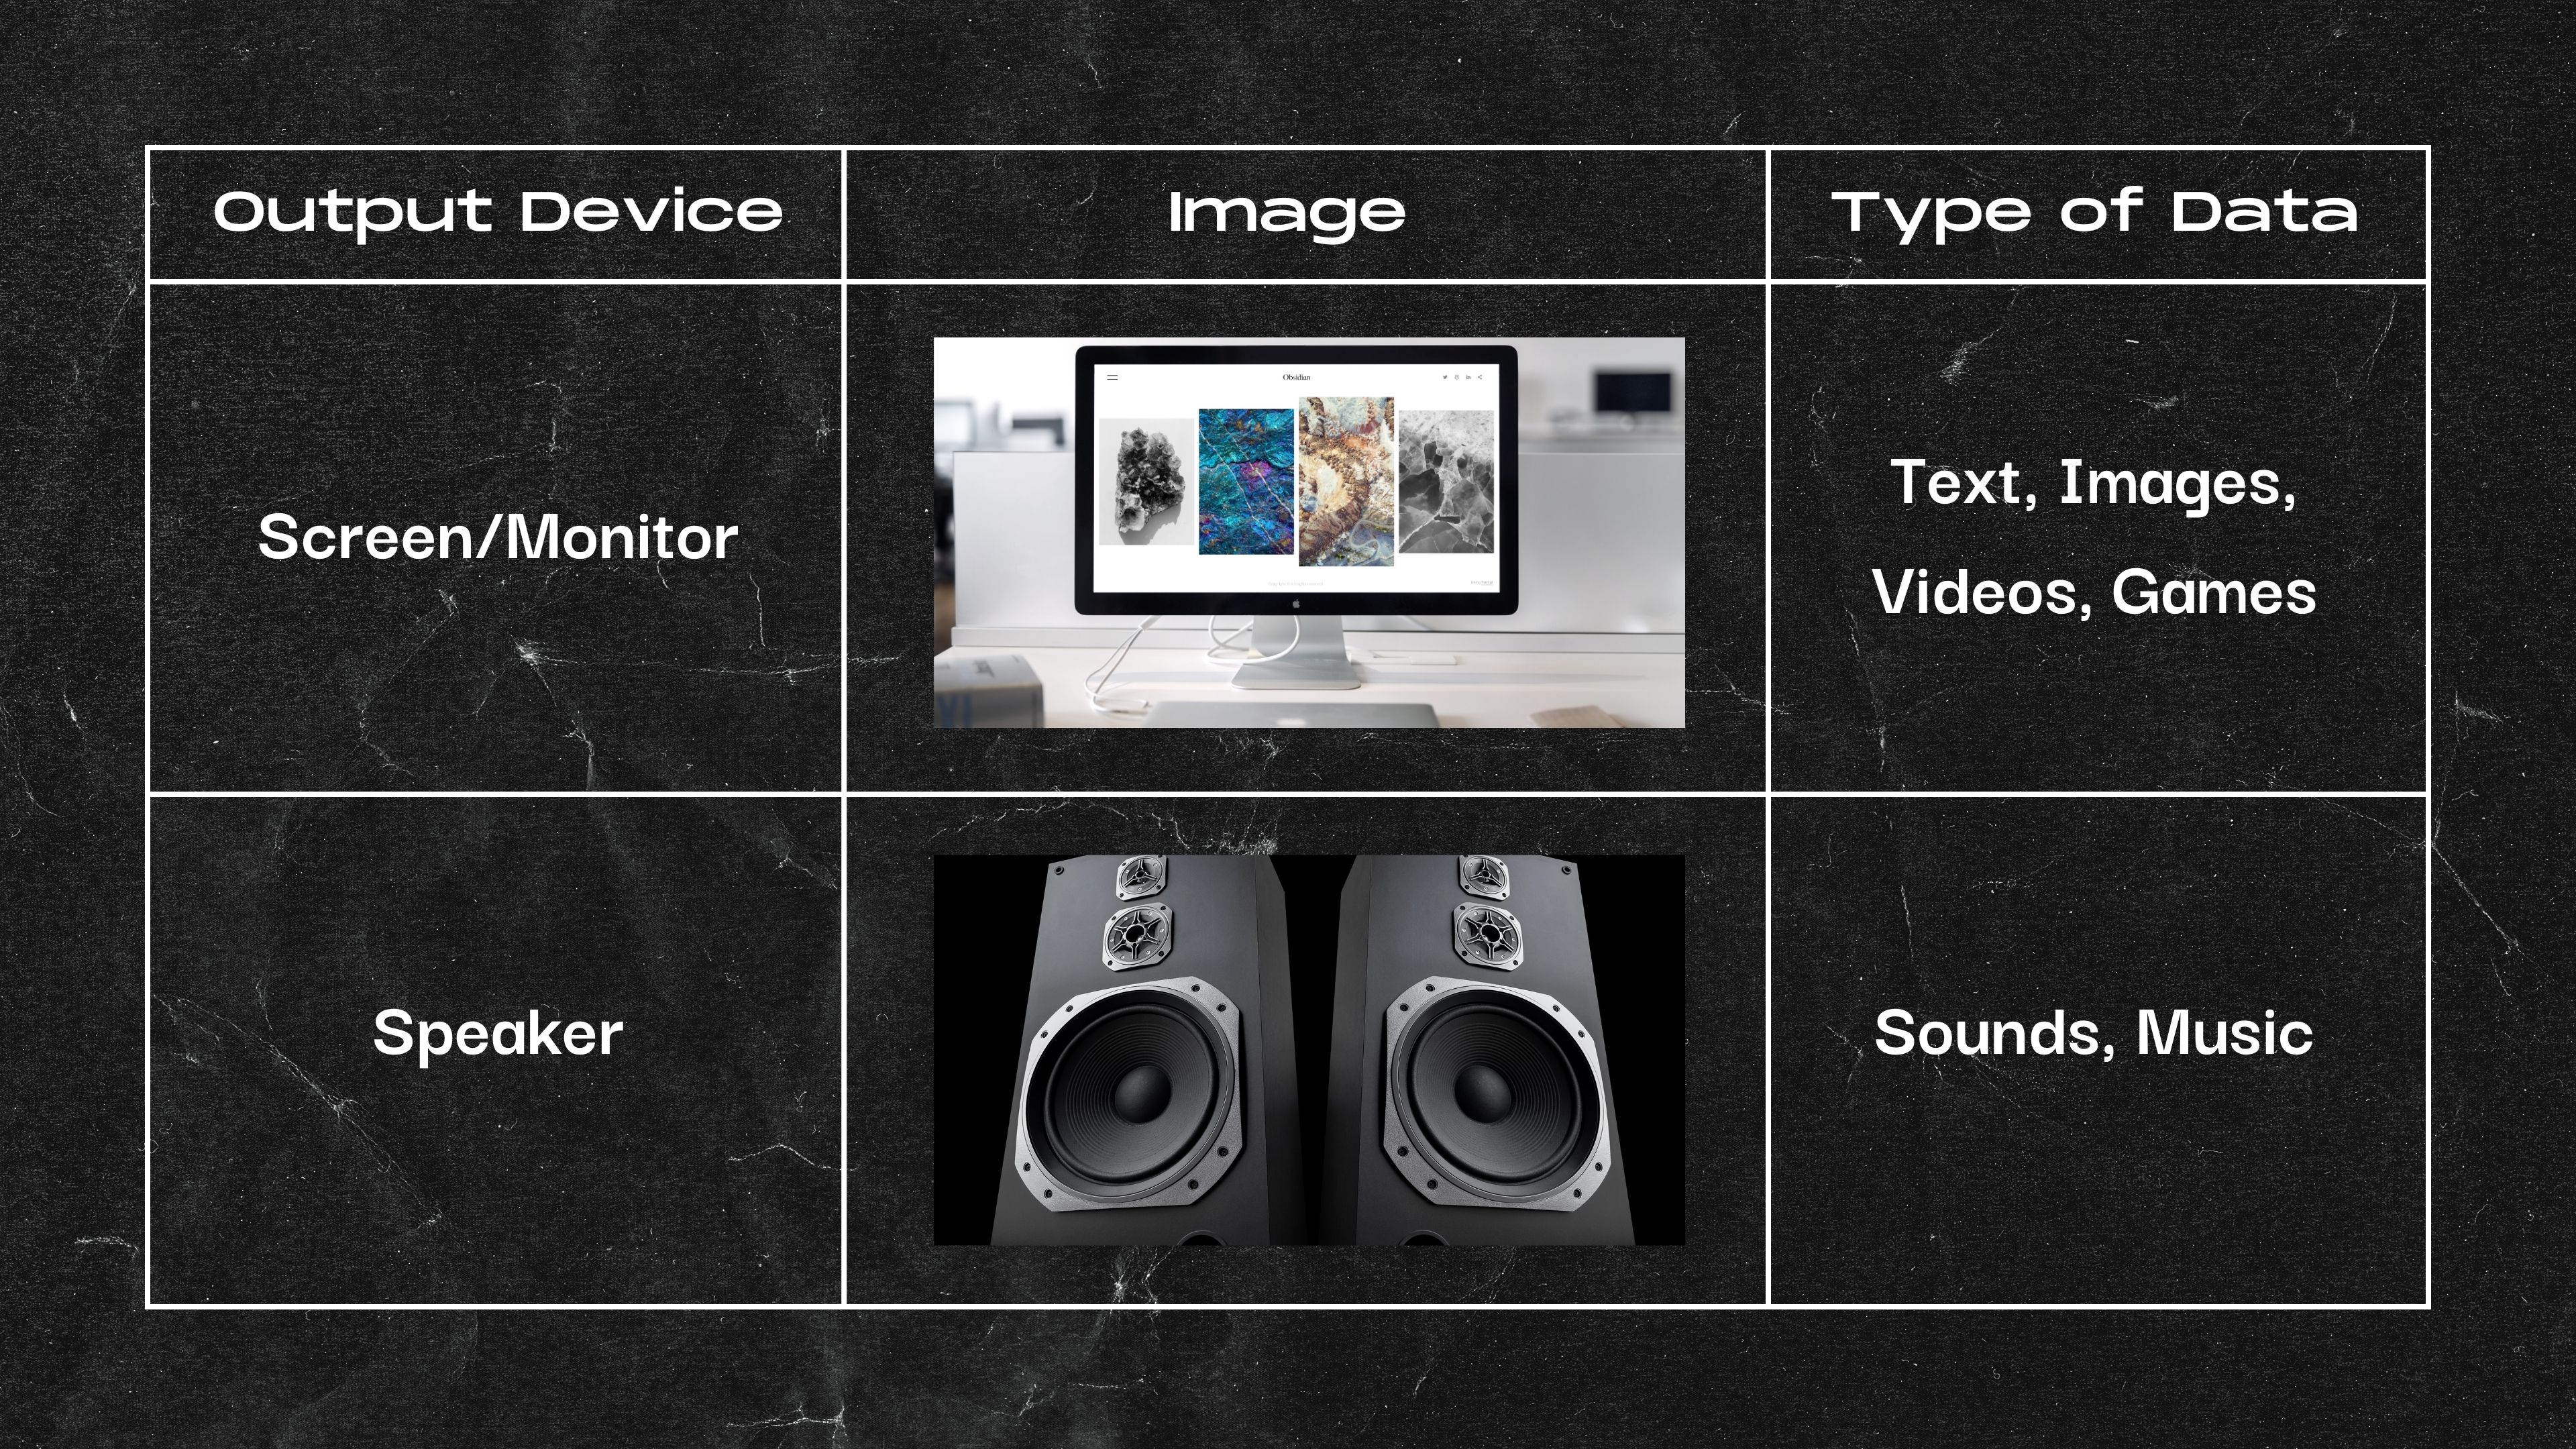 Output Device
Image
Type of Data
Screen/Monitor
Obsidian
Text, Images,
Videos, Games
Speaker
Sounds, Music